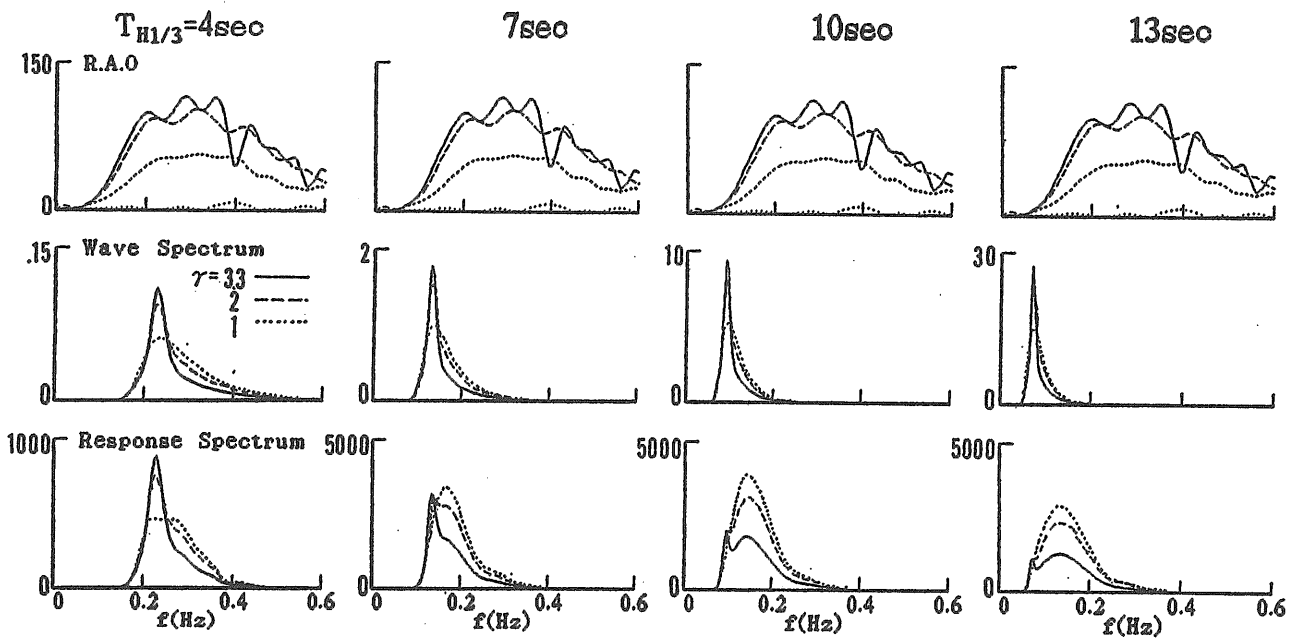 T_H1/3=4sec 7sec 10sec 13sec
150 R.A.O
0
.15 Wave Spectrum 2 10 30
γ=3.3
2
1
0 0 0 0
1000 Response Spectrum 5000 5000 5000
0 0 0 0
0 0.2 0.4 0.6 0 0.2 0.4 0.6 0 0.2 0.4 0.6 0 0.2 0.4 0.6
f(Hz) f(Hz) f(Hz) f(Hz)